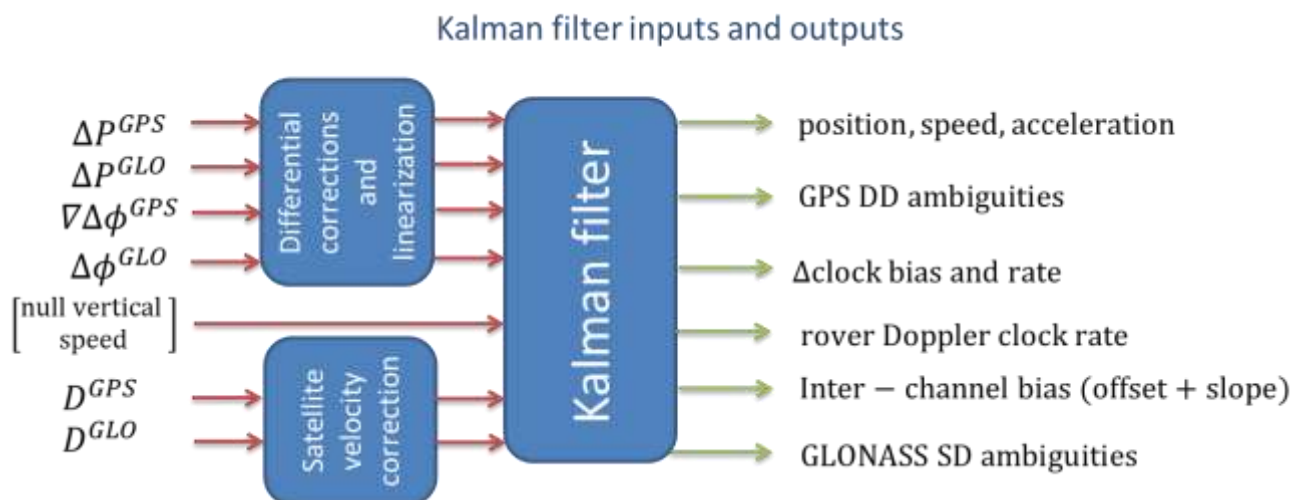 Kalman filter inputs and outputs
ΔP^{GPS}
ΔP^{GLO}
∇Δϕ^{GPS}
Δϕ^{GLO}
[null vertical
speed]
D^{GPS}
D^{GLO}
Differential
corrections
and
linearization
Satellite
velocity
correction
Kalman filter
position, speed, acceleration
GPS DD ambiguities
Δclock bias and rate
rover Doppler clock rate
Inter − channel bias (offset + slope)
GLONASS SD ambiguities